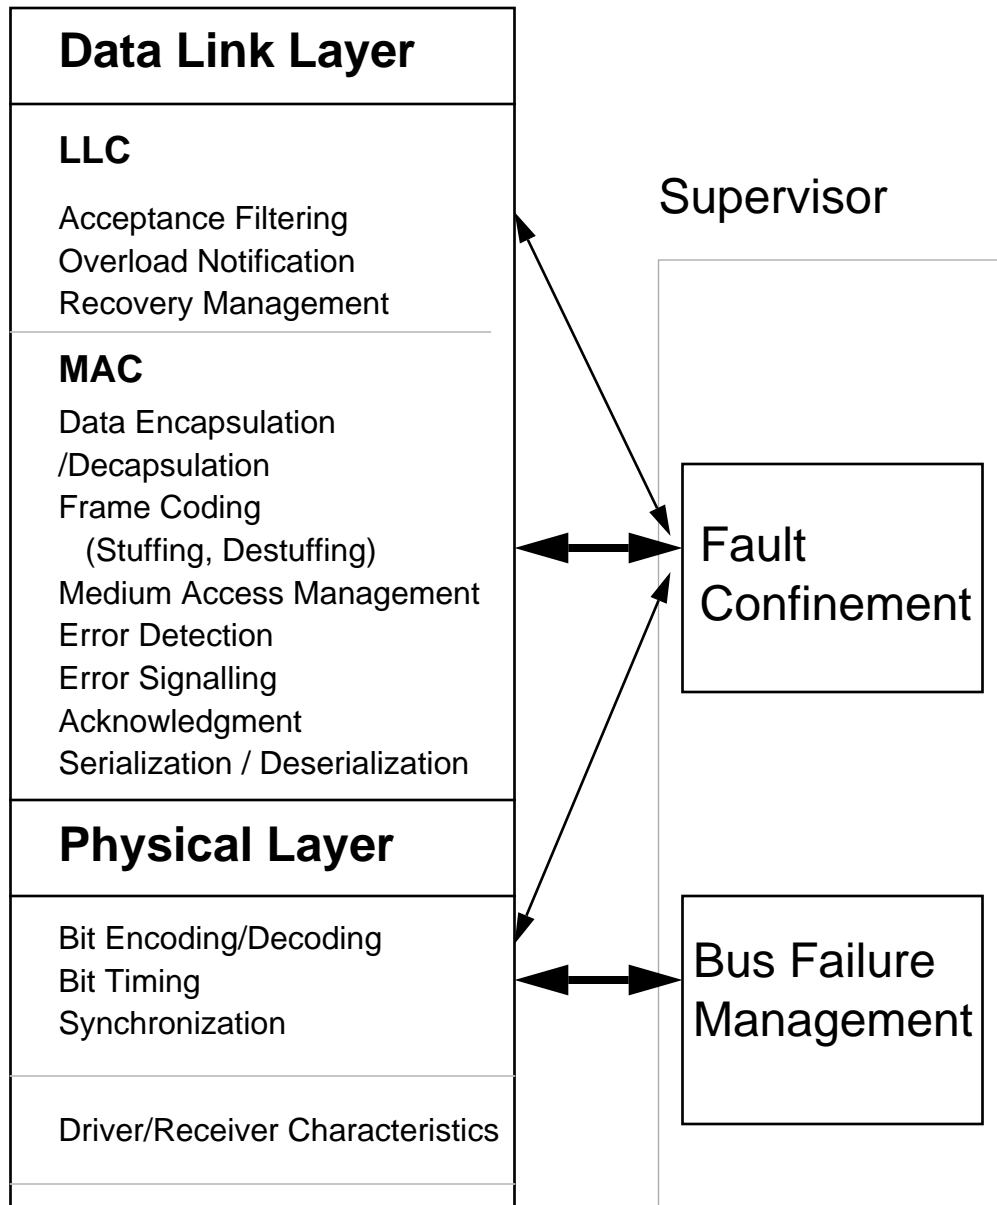 Data Link Layer
LLC
Acceptance Filtering
Overload Notification
Recovery Management
MAC
Data Encapsulation
/Decapsulation
Frame Coding
(Stuffing, Destuffing)
Medium Access Management
Error Detection
Error Signalling
Acknowledgment
Serialization / Deserialization
Physical Layer
Bit Encoding/Decoding
Bit Timing
Synchronization
Driver/Receiver Characteristics
Supervisor
Fault
Confinement
Bus Failure
Management